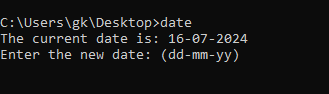 C:\Users\gk\Desktop>date
The current date is: 16-07-2024
Enter the new date: (dd-mm-yy)